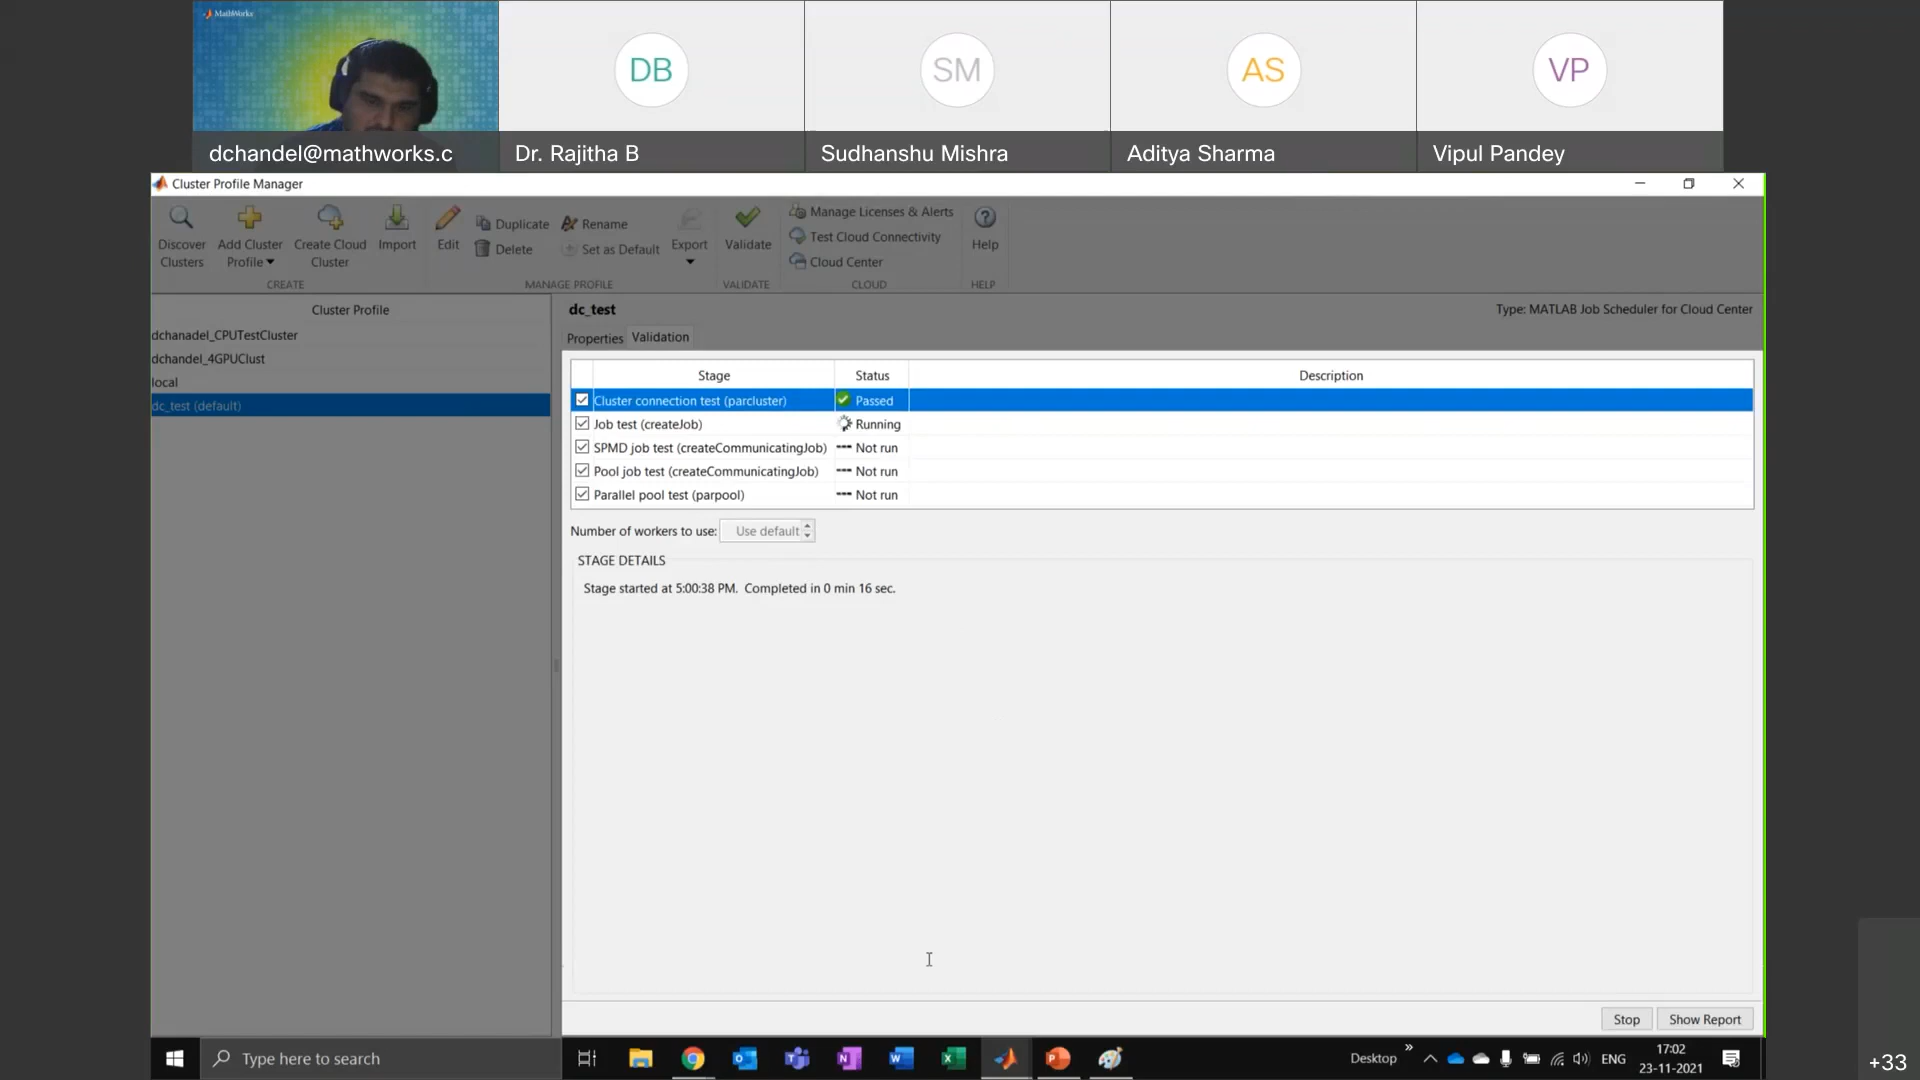 MathWorks
DB
SM
AS
VP
dchandel@mathworks.c
Dr. Rajitha B
Sudhanshu Mishra
Aditya Sharma
Vipul Pandey
Cluster Profile Manager
Discover Clusters
Add Cluster Profile
Create Cloud Cluster
Import
Edit
Duplicate
Delete
Rename
Set as Default
Export
Validate
Manage Licenses & Alerts
Test Cloud Connectivity
Cloud Center
Help
CREATE
MANAGE PROFILE
VALIDATE
CLOUD
HELP
Cluster Profile
dchanadel_CPUTestCluster
dchandel_4GPUClust
local
dc_test (default)
dc_test
Type: MATLAB Job Scheduler for Cloud Center
Properties Validation
Stage Status Description
Cluster connection test (parcluster) Passed
Job test (createJob) Running
SPMD job test (createCommunicatingJob) --- Not run
Pool job test (createCommunicatingJob) --- Not run
Parallel pool test (parpool) --- Not run
Number of workers to use: Use default
STAGE DETAILS
Stage started at 5:00:38 PM. Completed in 0 min 16 sec.
Stop Show Report
Type here to search
Desktop
ENG
17:02
23-11-2021
+33